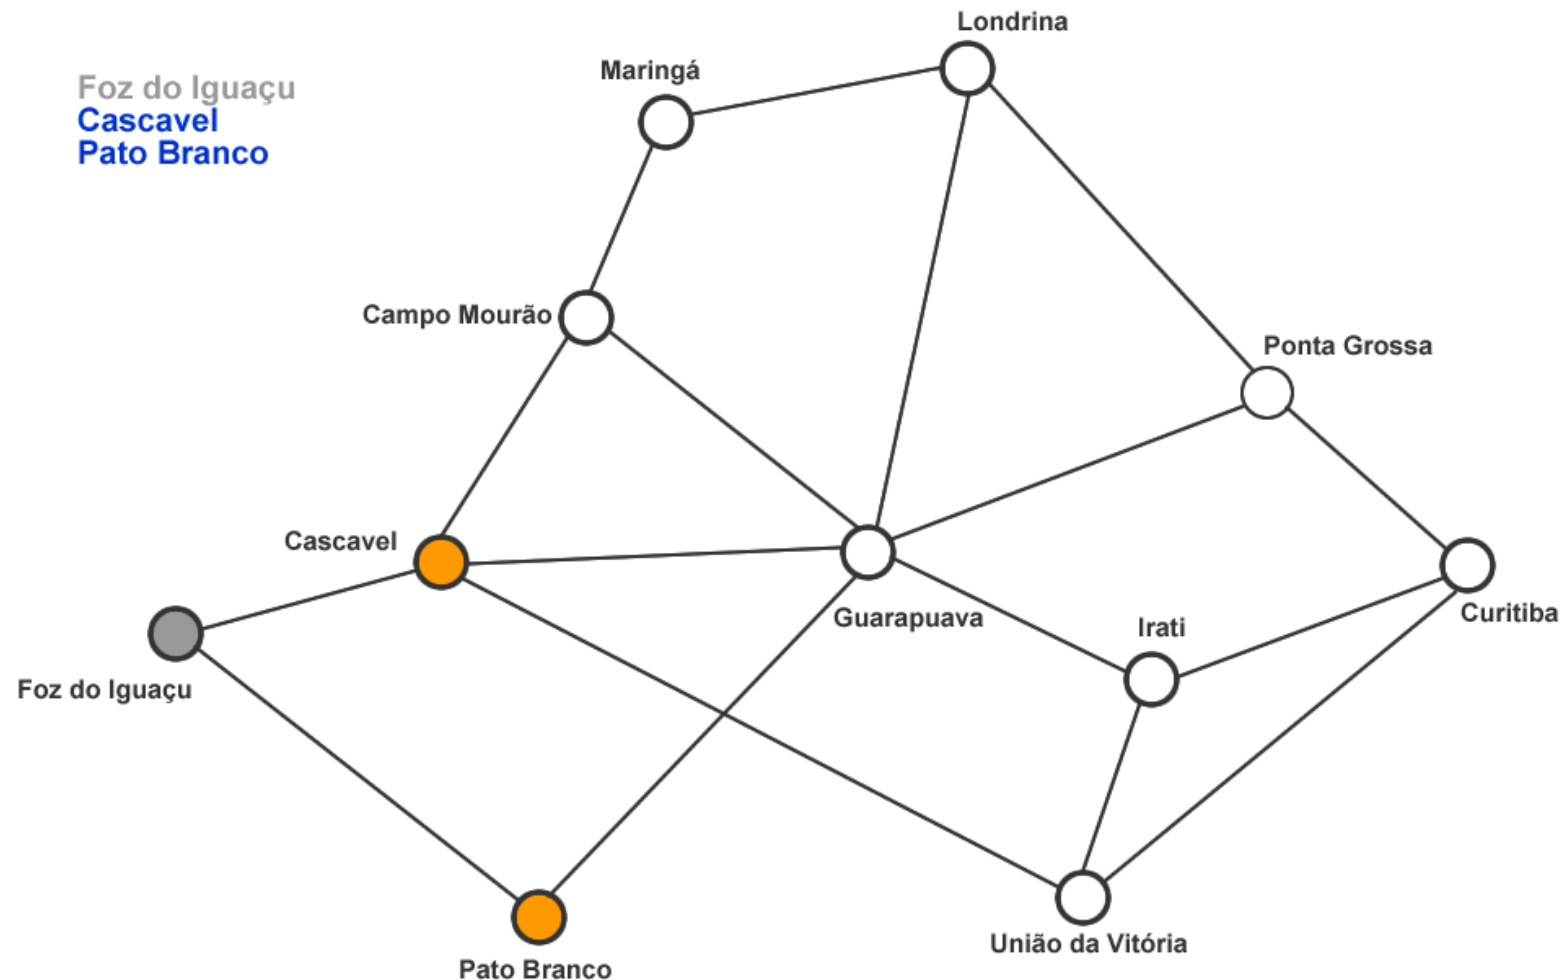 Londrina
Maringá
Foz do Iguaçu
Cascavel
Pato Branco
Campo Mourão
Ponta Grossa
Cascavel
Guarapuava
Curitiba
Irati
Foz do Iguaçu
União da Vitória
Pato Branco